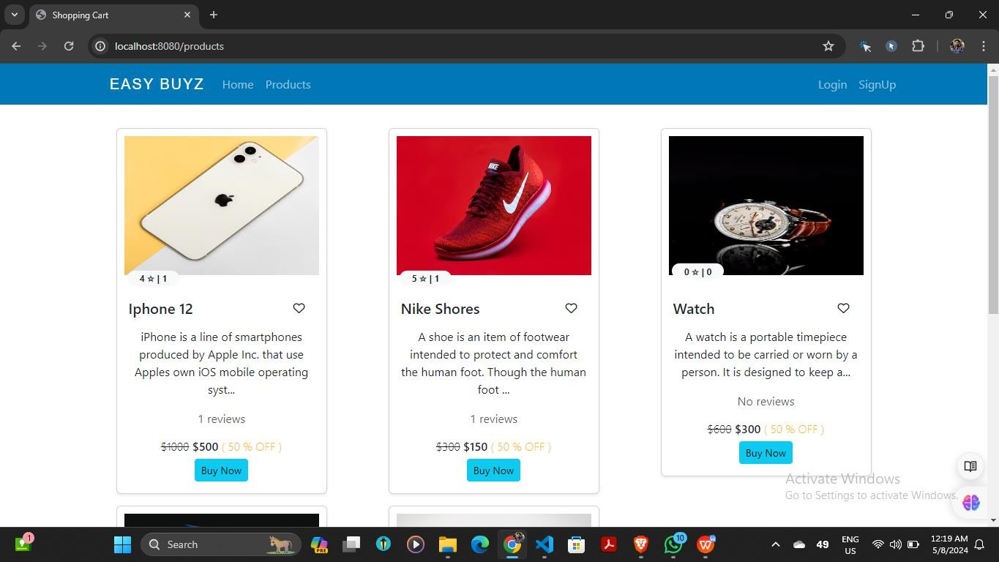 Shopping Cart
localhost:8080/products
EASY BUYZ Home Products Login SignUp
NIKE
4 ☆ | 1
Iphone 12
iPhone is a line of smartphones
produced by Apple Inc. that use
Apples own iOS mobile operating
syst...
1 reviews
$1000 $500 ( 50 % OFF )
Buy Now
5 ☆ | 1
Nike Shores
A shoe is an item of footwear
intended to protect and comfort
the human foot. Though the human
foot ...
1 reviews
$300 $150 ( 50 % OFF )
Buy Now
0 ☆ | 0
Watch
A watch is a portable timepiece
intended to be carried or worn by a
person. It is designed to keep a...
No reviews
$600 $300 ( 50 % OFF )
Buy Now
Activate Windows
Go to Settings to activate Windows.
1
Search
PRE
10
49
ENG
US
12:19 AM
5/8/2024